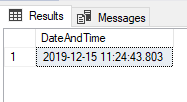 Results Messages
DateAndTime
1 2019-12-15 11:24:43.803